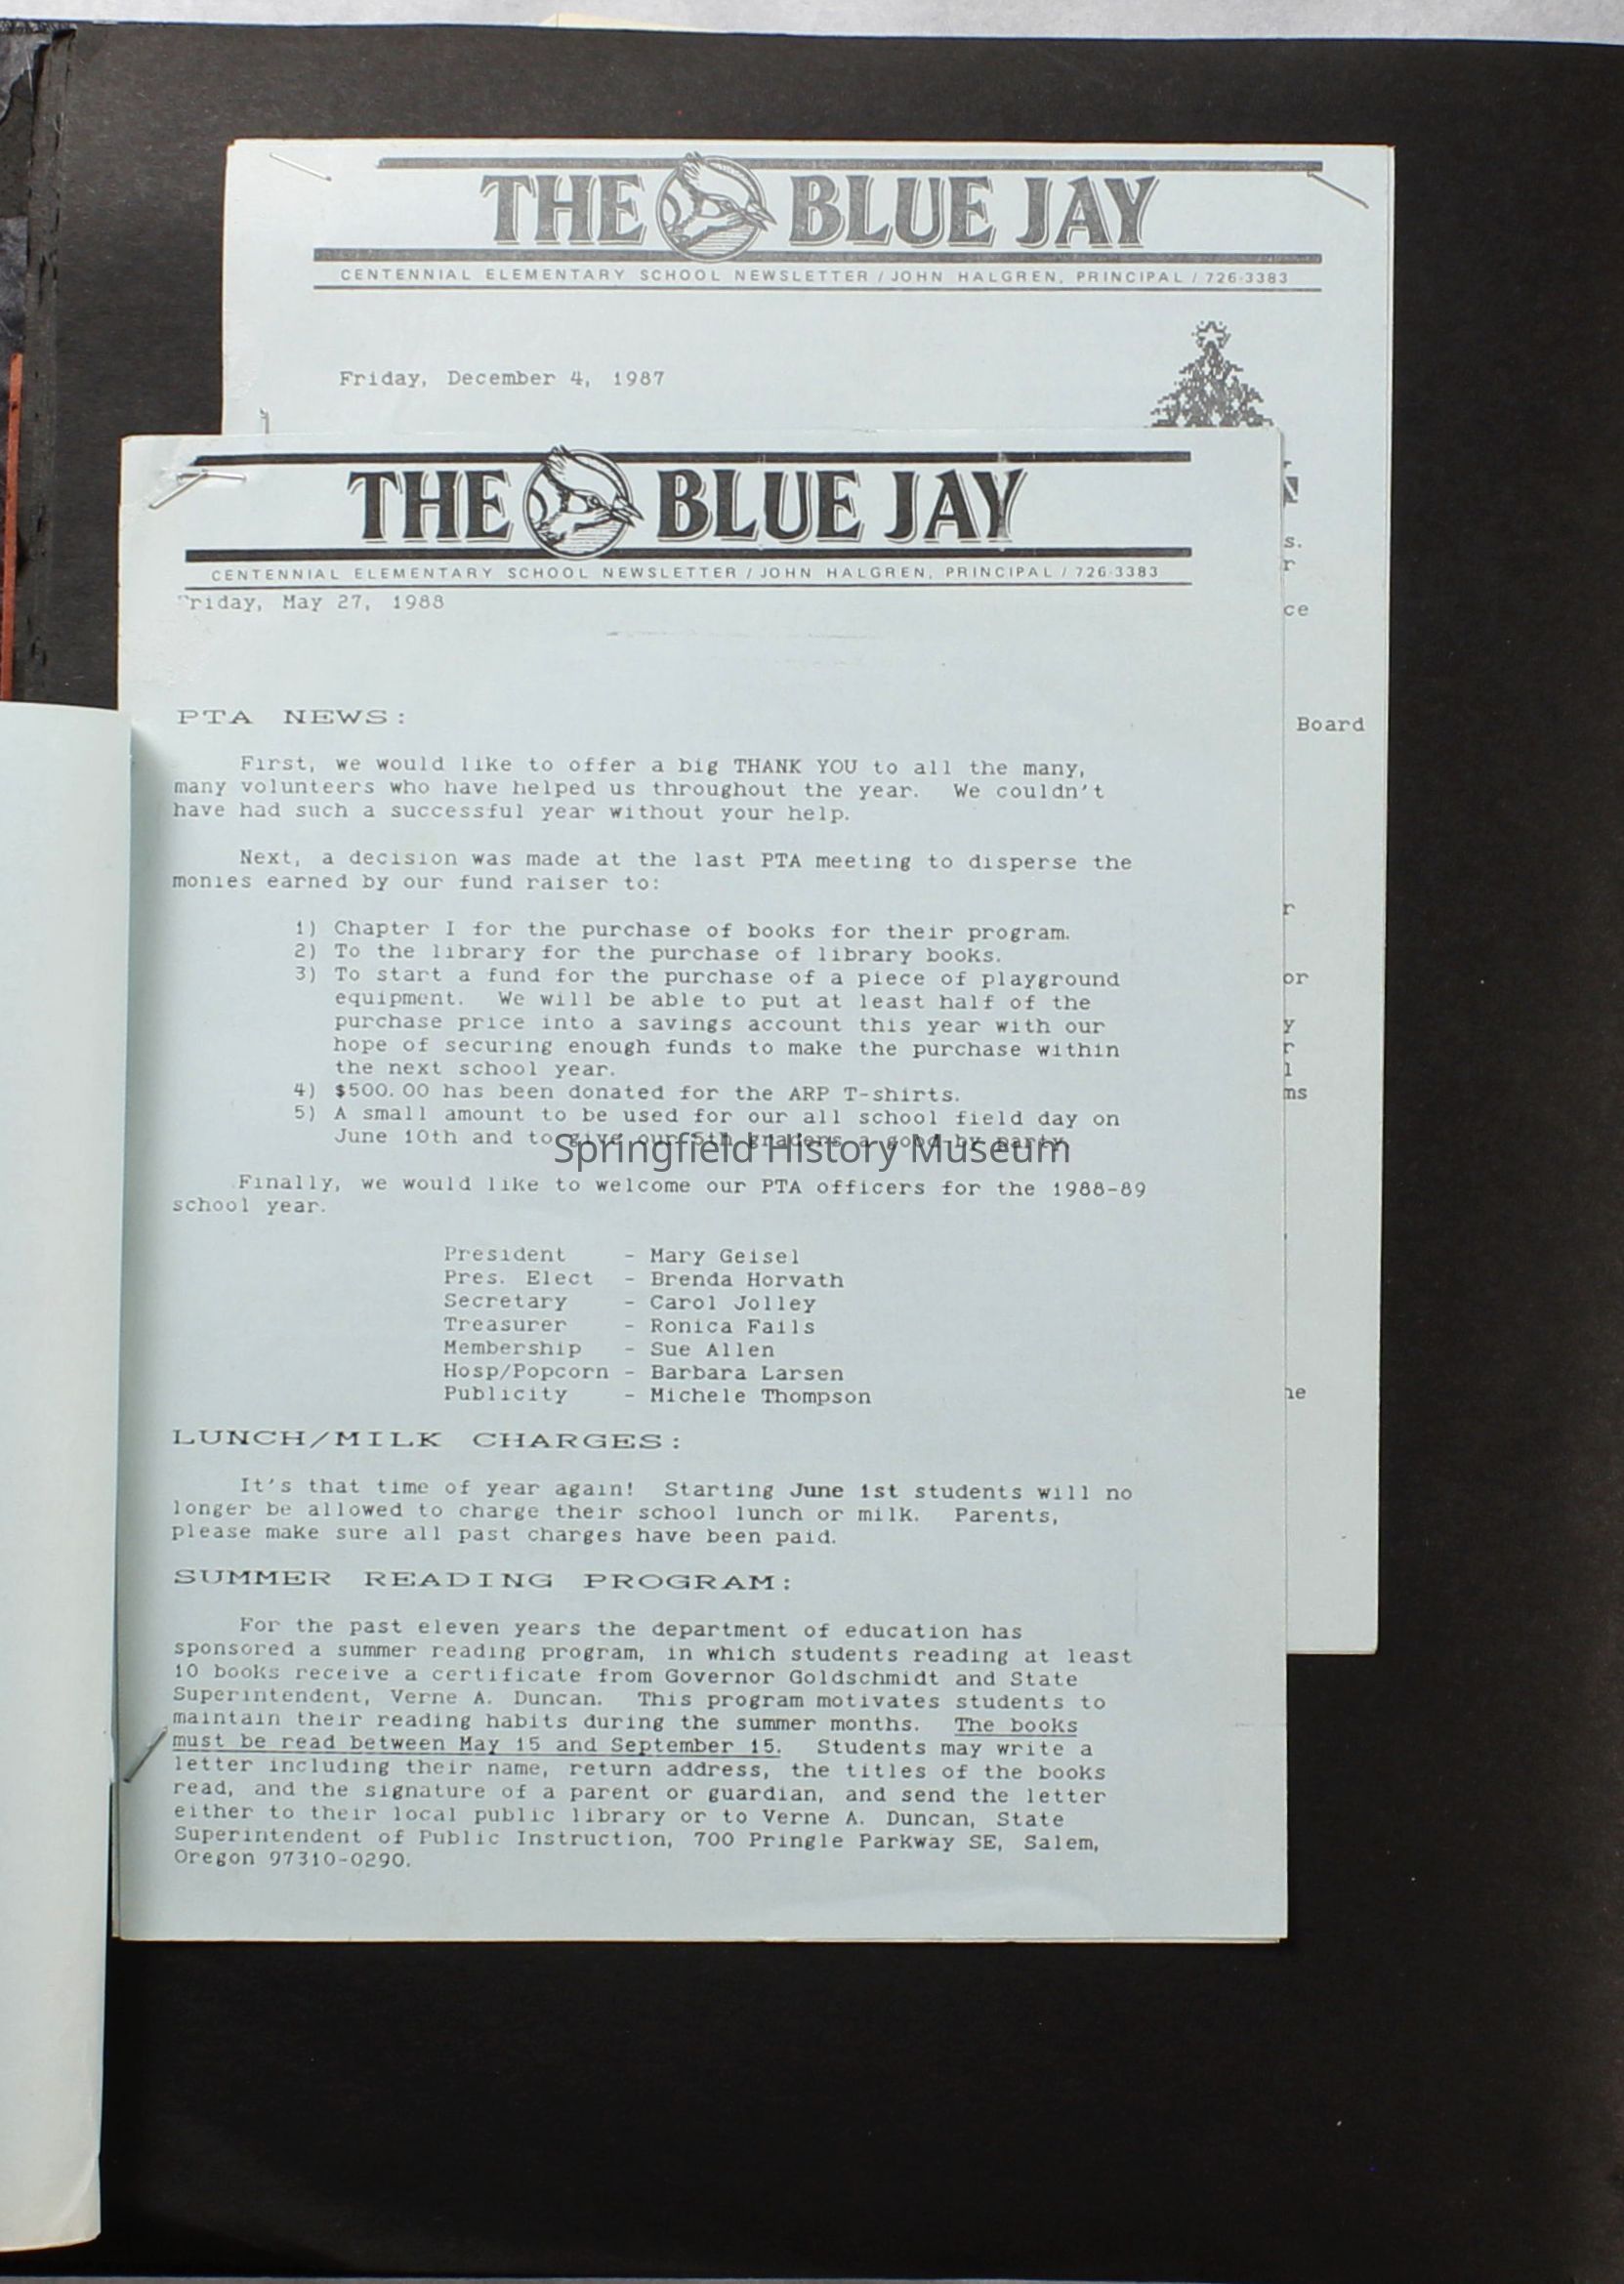 THE BLUE JAY
CENTENNIAL ELEMENTARY SCHOOL NEWSLETTER / JOHN HALGREN, PRINCIPAL / 726-3383
Friday, December 4, 1987
s.
r
ce
Board
r
or
y
r
l
ms
he
THE BLUE JAY
CENTENNIAL ELEMENTARY SCHOOL NEWSLETTER / JOHN HALGREN, PRINCIPAL / 726-3383
Friday, May 27, 1988
PTA NEWS:
First, we would like to offer a big THANK YOU to all the many,
many volunteers who have helped us throughout the year. We couldn't
have had such a successful year without your help.
Next, a decision was made at the last PTA meeting to disperse the
monies earned by our fund raiser to:
1) Chapter I for the purchase of books for their program.
2) To the library for the purchase of library books.
3) To start a fund for the purchase of a piece of playground
equipment. We will be able to put at least half of the
purchase price into a savings account this year with our
hope of securing enough funds to make the purchase within
the next school year.
4) $500.00 has been donated for the ARP T-shirts.
5) A small amount to be used for our all school field day on
June 10th and to give our 5th graders a good-by party.
Springfield History Museum
Finally, we would like to welcome our PTA officers for the 1988-89
school year.
President - Mary Geisel
Pres. Elect - Brenda Horvath
Secretary - Carol Jolley
Treasurer - Ronica Fails
Membership - Sue Allen
Hosp/Popcorn - Barbara Larsen
Publicity - Michele Thompson
LUNCH/MILK CHARGES:
It's that time of year again! Starting June 1st students will no
longer be allowed to charge their school lunch or milk. Parents,
please make sure all past charges have been paid.
SUMMER READING PROGRAM:
For the past eleven years the department of education has
sponsored a summer reading program, in which students reading at least
10 books receive a certificate from Governor Goldschmidt and State
Superintendent, Verne A. Duncan. This program motivates students to
maintain their reading habits during the summer months. The books
must be read between May 15 and September 15. Students may write a
letter including their name, return address, the titles of the books
read, and the signature of a parent or guardian, and send the letter
either to their local public library or to Verne A. Duncan, State
Superintendent of Public Instruction, 700 Pringle Parkway SE, Salem,
Oregon 97310-0290.